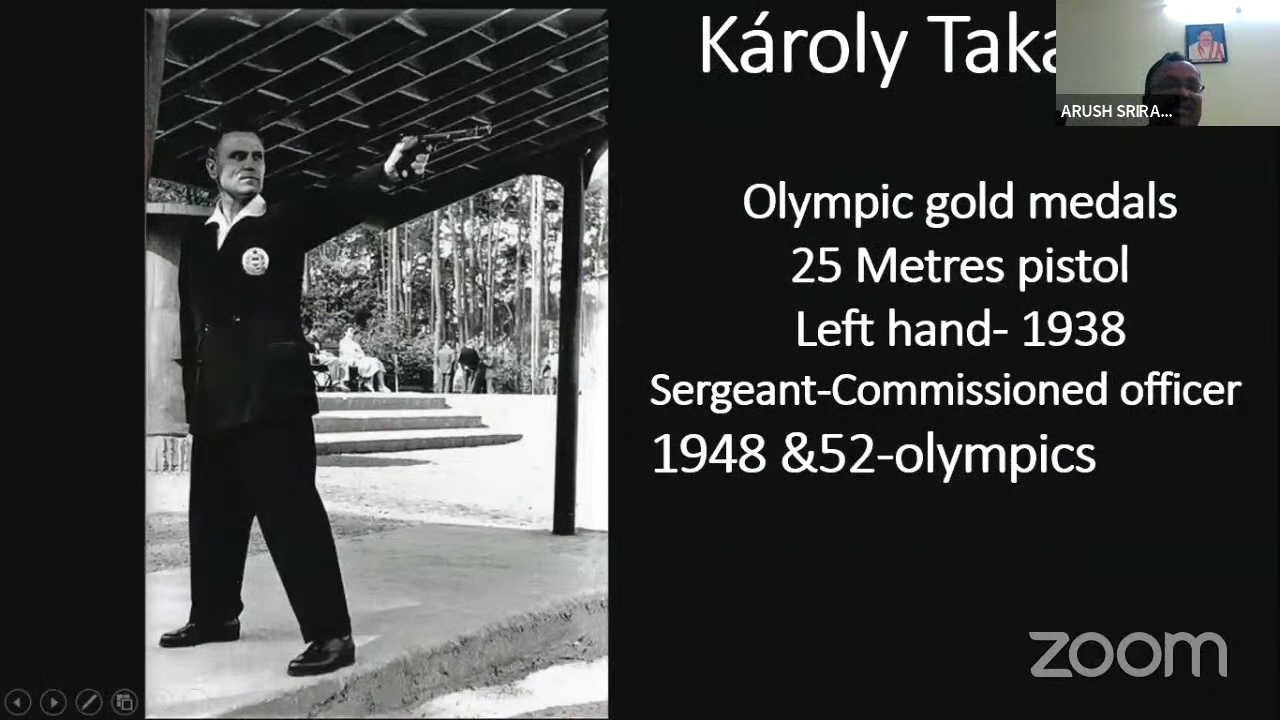 Károly Taka
ARUSH SRIRA...
Olympic gold medals
25 Metres pistol
Left hand- 1938
Sergeant-Commissioned officer
1948 &52-olympics
zoom